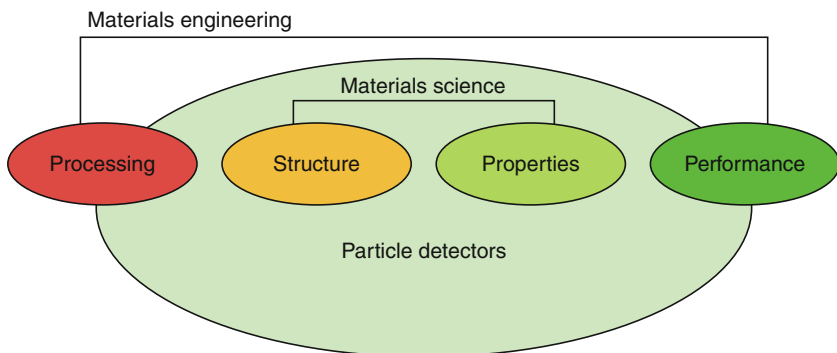 Materials engineering
Materials science
Processing
Structure
Properties
Performance
Particle detectors